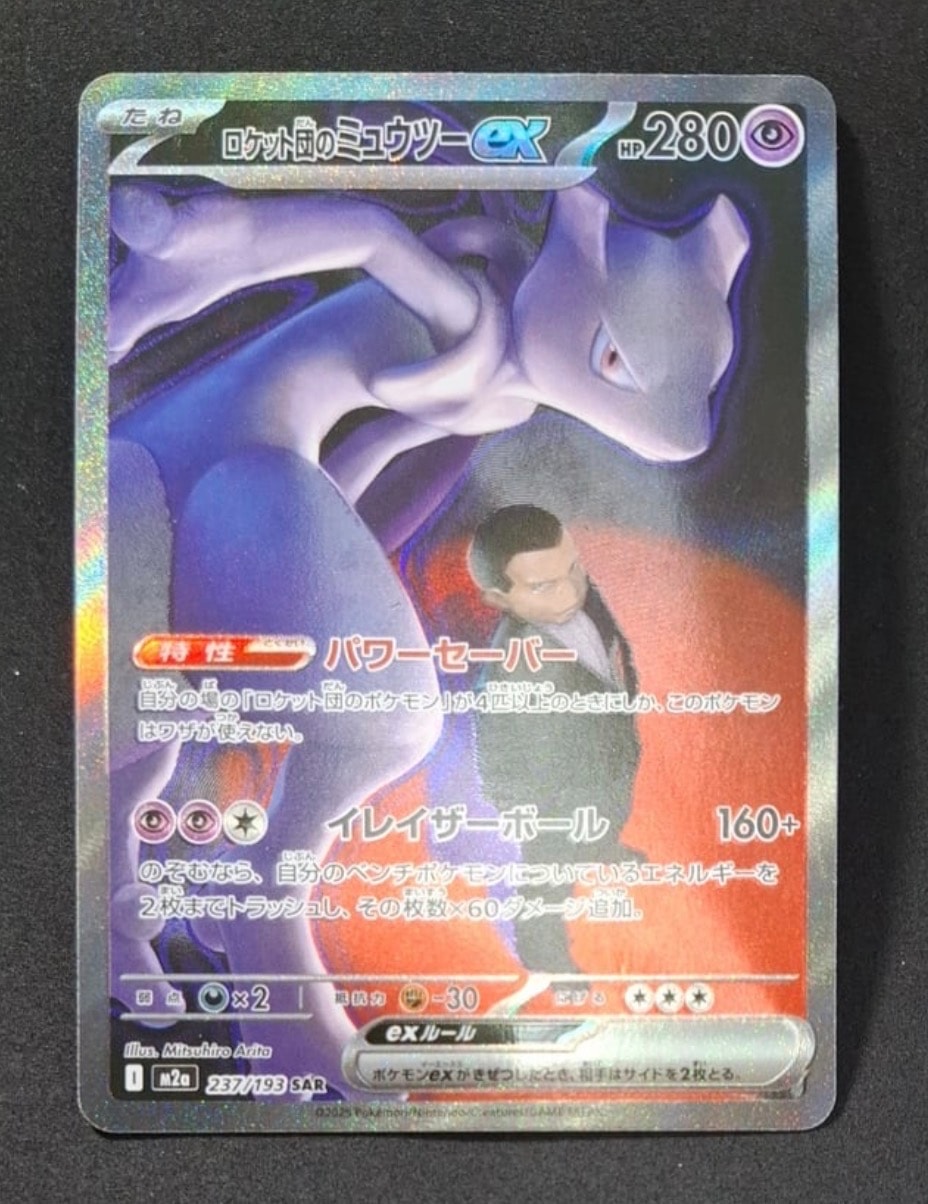 たね ロケット団のミュウツーex HP280
特性 パワーセーバー
自分の場の「ロケット団のポケモン」が4匹以上のときにしか、このポケモン
はワザが使えない。
イレイザーボール 160+
のぞむなら、自分のベンチポケモンについているエネルギーを
2枚までトラッシュし、その枚数×60ダメージ追加。
弱点 ×2 抵抗力 -30 にげる
exルール
ポケモンexがきぜつしたとき、相手はサイドを2枚とる。
Illus. Mitsuhiro Arita
I m2a 237/193 SAR
©2025 Pokémon/Nintendo/Creatures/GAME FREAK